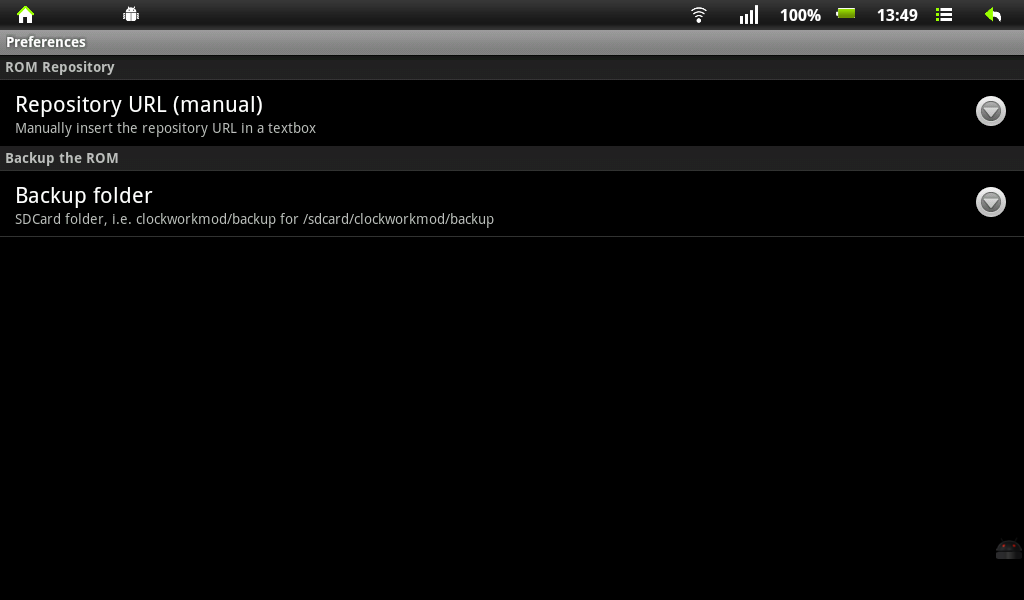 100% 13:49
Preferences
ROM Repository
Repository URL (manual)
Manually insert the repository URL in a textbox
Backup the ROM
Backup folder
SDCard folder, i.e. clockworkmod/backup for /sdcard/clockworkmod/backup